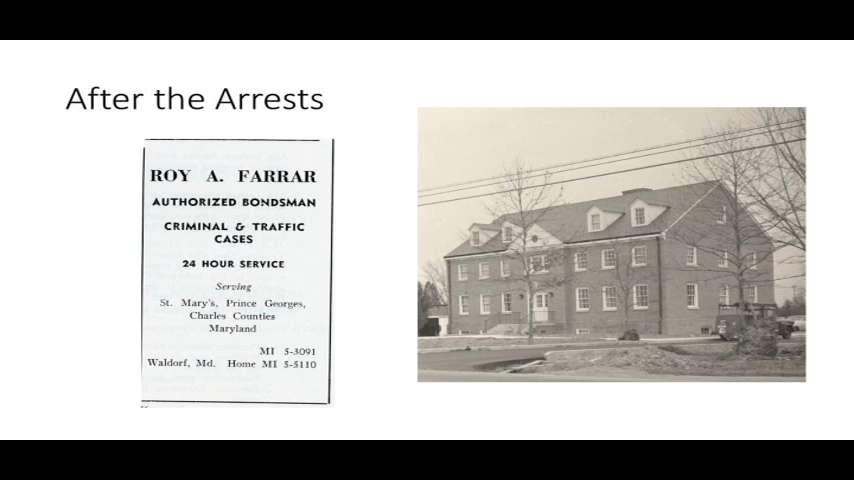 After the Arrests
ROY A. FARRAR
AUTHORIZED BONDSMAN
CRIMINAL & TRAFFIC
CASES
24 HOUR SERVICE
Serving
St. Mary's, Prince Georges,
Charles Counties
Maryland
MI 5-3091
Waldorf, Md. Home MI 5-5110